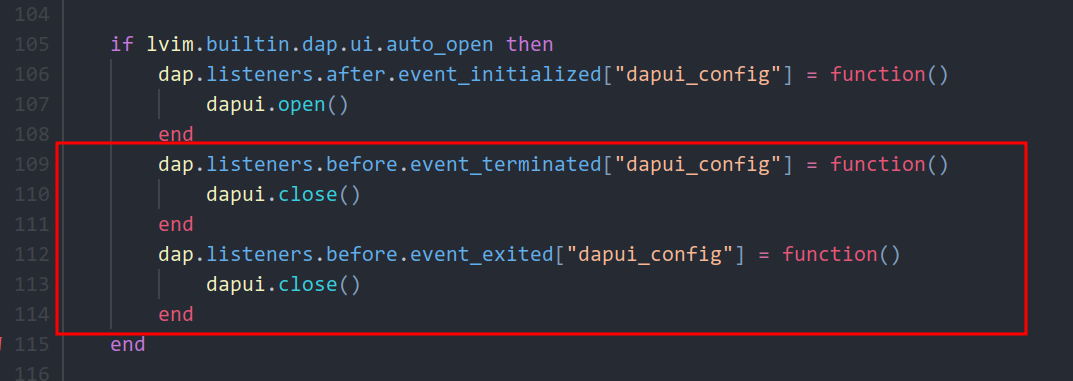 104
105 if lvim.builtin.dap.ui.auto_open then
106 dap.listeners.after.event_initialized["dapui_config"] = function()
107 dapui.open()
108 end
109 dap.listeners.before.event_terminated["dapui_config"] = function()
110 dapui.close()
111 end
112 dap.listeners.before.event_exited["dapui_config"] = function()
113 dapui.close()
114 end
115 end
116